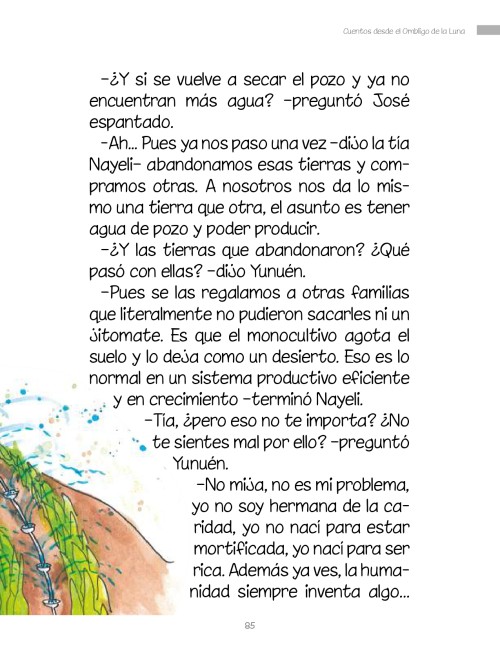 Cuentos desde el Ombligo de la Luna
-¿Y si se vuelve a secar el pozo y ya no
encuentran más agua? -preguntó José
espantado.
-Ah... Pues ya nos paso una vez -dijo la tía
Nayeli- abandonamos esas tierras y com-
pramos otras. A nosotros nos da lo mis-
mo una tierra que otra, el asunto es tener
agua de pozo y poder producir.
-¿Y las tierras que abandonaron? ¿Qué
pasó con ellas? -dijo Yunuén.
-Pues se las regalamos a otras familias
que literalmente no pudieron sacarles ni un
jitomate. Es que el monocultivo agota el
suelo y lo deja como un desierto. Eso es lo
normal en un sistema productivo eficiente
y en crecimiento -terminó Nayeli.
-Tía, ¿pero eso no te importa? ¿No
te sientes mal por ello? -preguntó
Yunuén.
-No mija, no es mi problema,
yo no soy hermana de la ca-
ridad, yo no nací para estar
mortificada, yo nací para ser
rica. Además ya ves, la huma-
nidad siempre inventa algo...
85